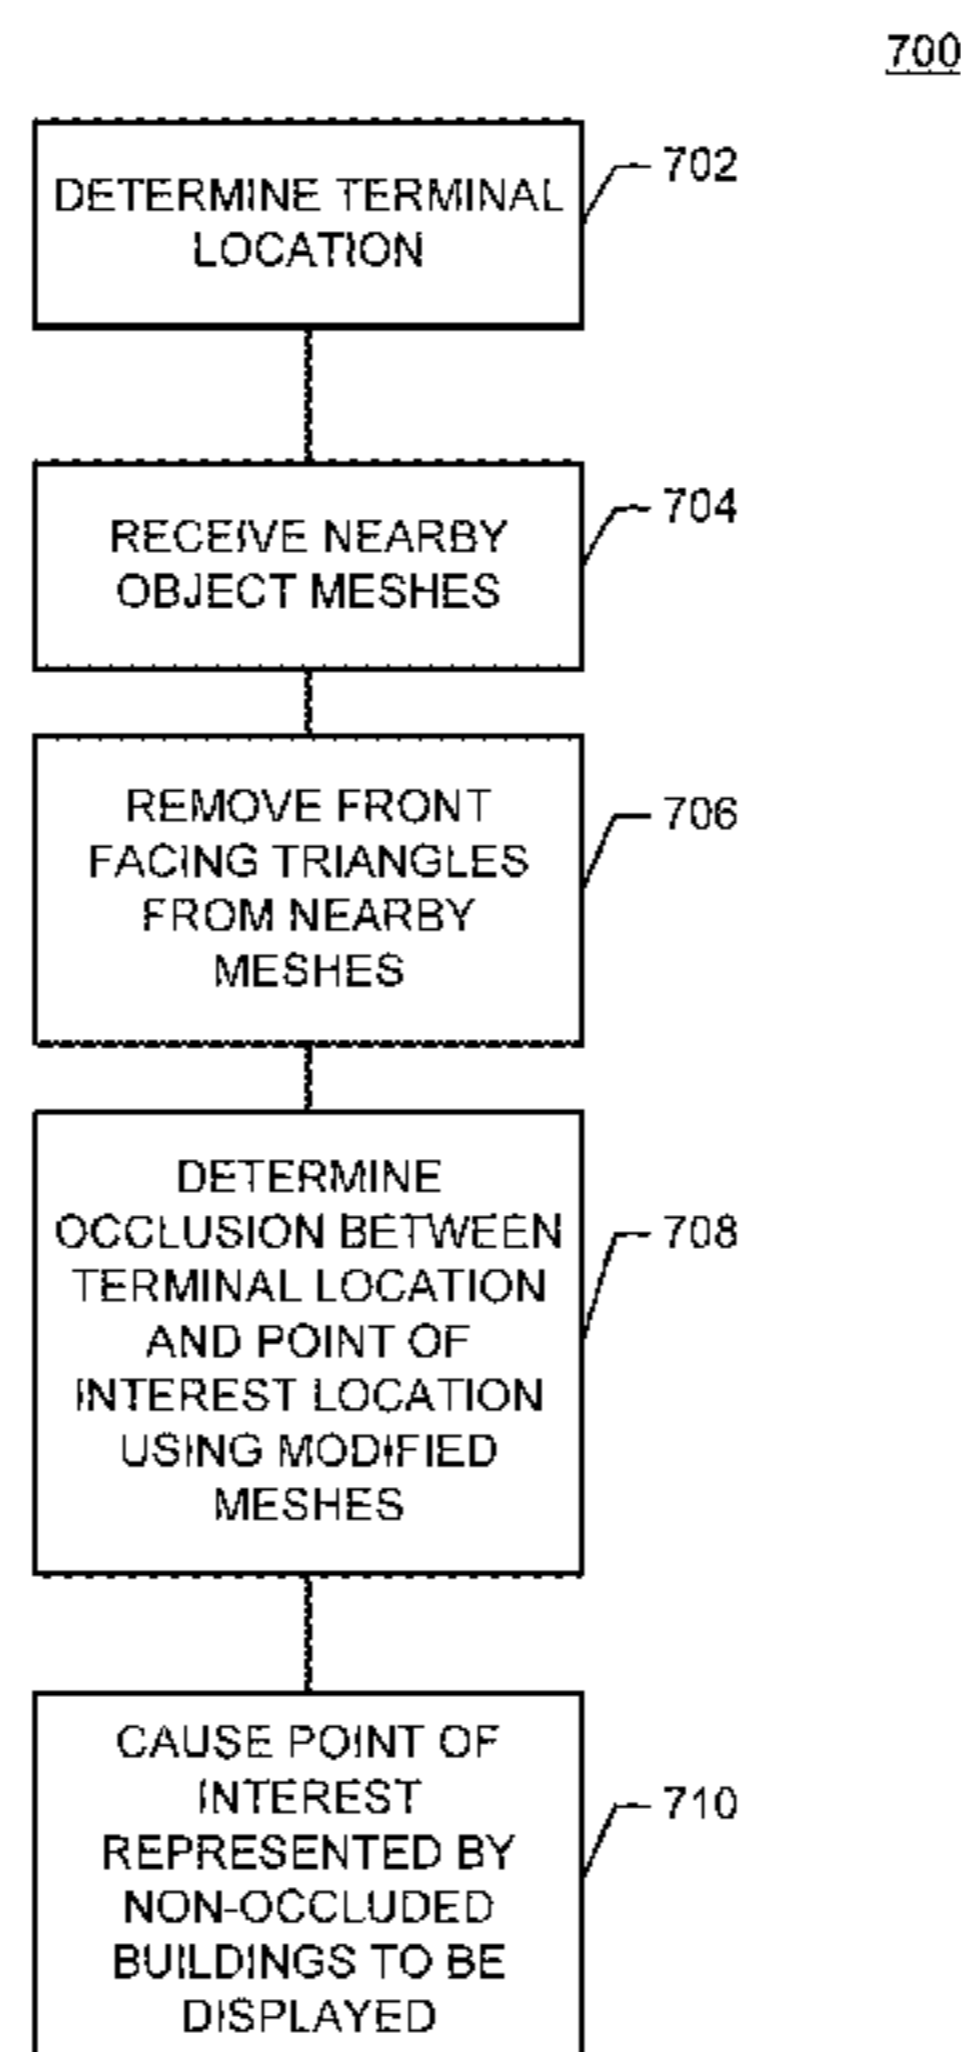 700
DETERMINE TERMINAL
LOCATION
702
RECEIVE NEARBY
OBJECT MESHES
704
REMOVE FRONT
FACING TRIANGLES
FROM NEARBY
MESHES
706
DETERMINE
OCCLUSION BETWEEN
TERMINAL LOCATION
AND POINT OF
INTEREST LOCATION
USING MODIFIED
MESHES
708
CAUSE POINT OF
INTEREST
REPRESENTED BY
NON-OCCLUDED
BUILDINGS TO BE
DISPLAYED
710